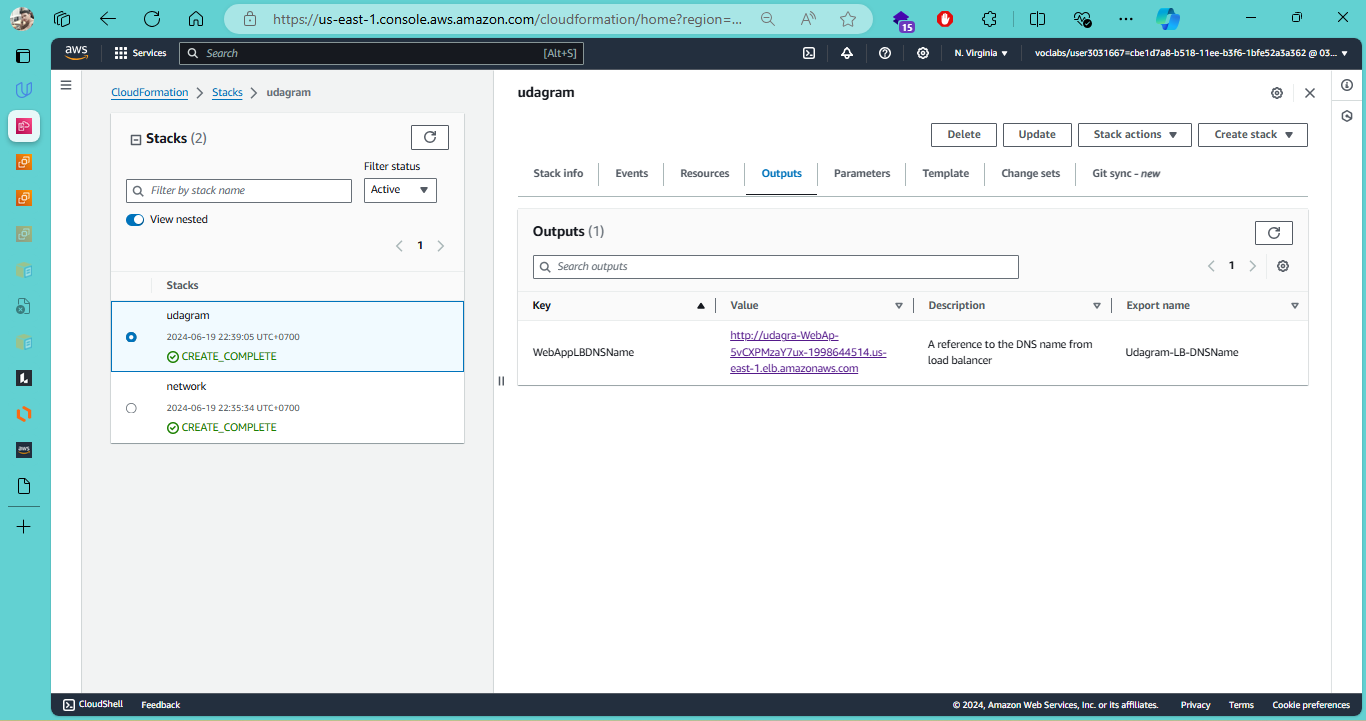 https://us-east-1.console.aws.amazon.com/cloudformation/home?region=...
15
aws
Services
Search
[Alt+S]
N. Virginia
voclabs/user3031667=cbe1d7a8-b518-11ee-b3f6-1bfe52a3a362 @ 03...
CloudFormation
Stacks
udagram
Stacks (2)
Filter status
Filter by stack name
Active
View nested
1
Stacks
udagram
2024-06-19 22:39:05 UTC+0700
CREATE_COMPLETE
network
2024-06-19 22:35:34 UTC+0700
CREATE_COMPLETE
udagram
Delete
Update
Stack actions
Create stack
Stack info
Events
Resources
Outputs
Parameters
Template
Change sets
Git sync - new
Outputs (1)
Search outputs
1
Key
Value
Description
Export name
WebAppLBDNSName
http://udagra-WebAp-
5vCXPMzaY7ux-1998644514.us-
east-1.elb.amazonaws.com
A reference to the DNS name from
load balancer
Udagram-LB-DNSName
aws
CloudShell
Feedback
© 2024, Amazon Web Services, Inc. or its affiliates.
Privacy
Terms
Cookie preferences